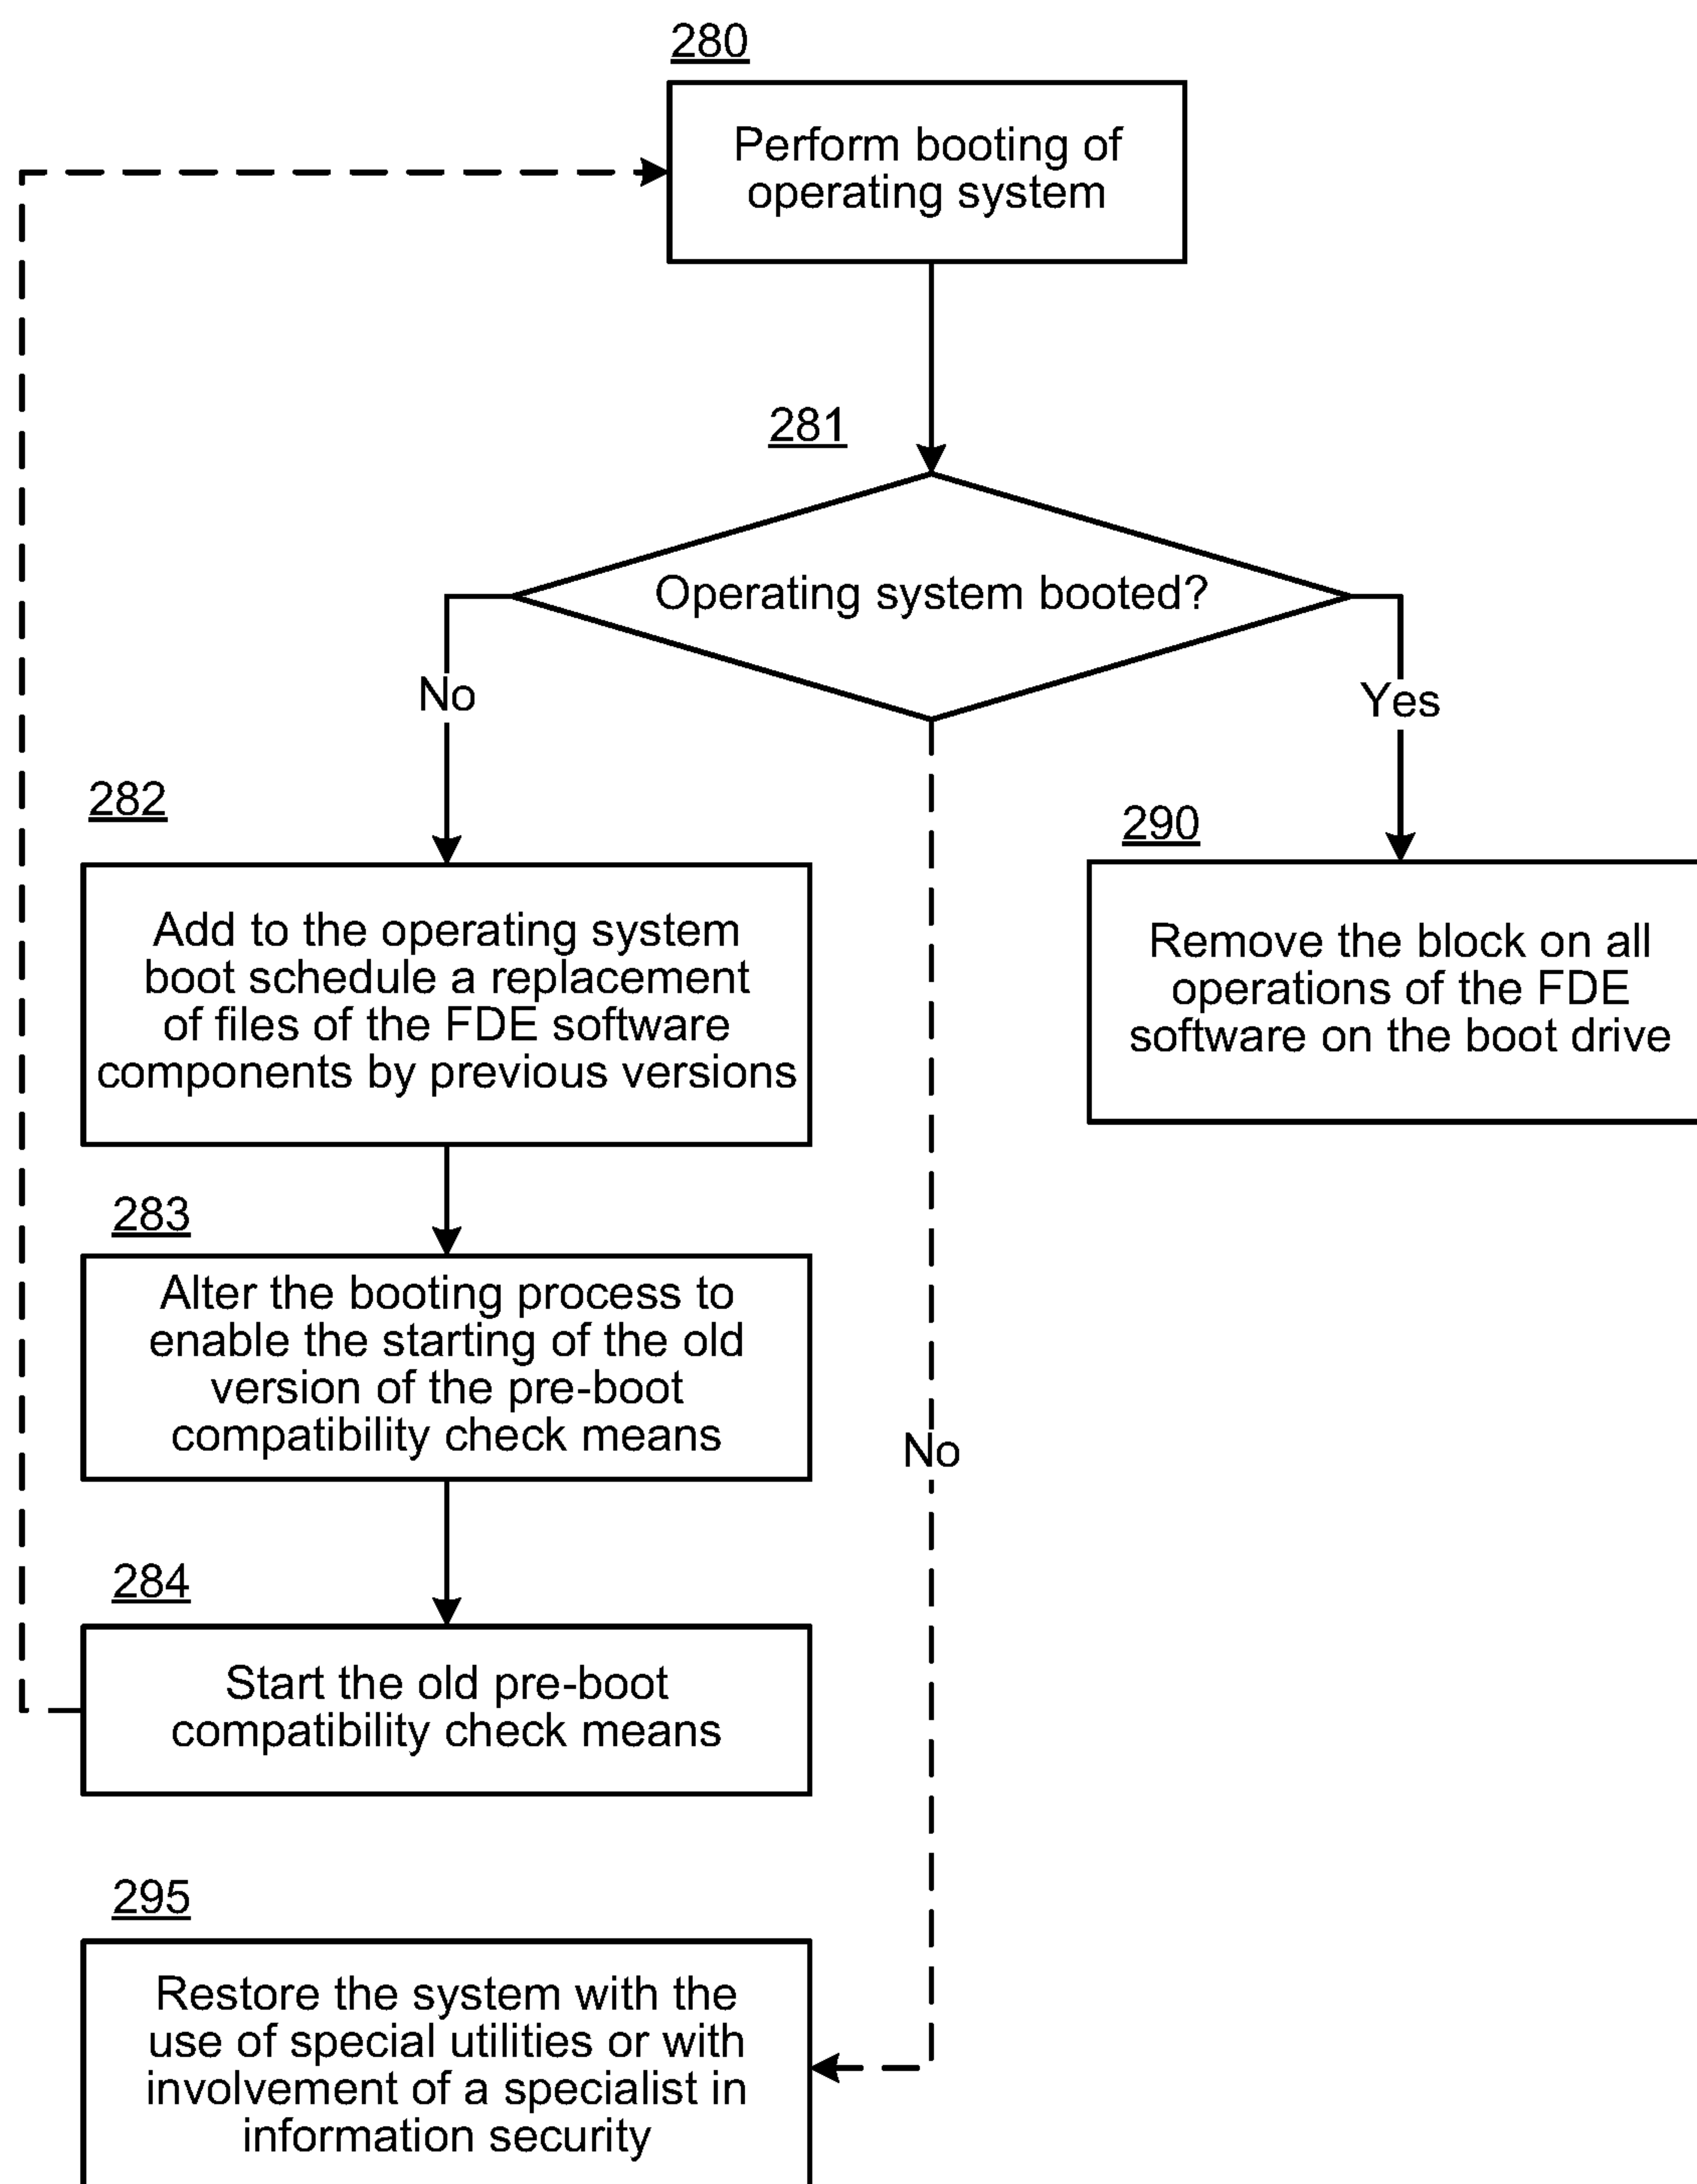 280
Perform booting of
operating system
281
Operating system booted?
No
Yes
282
Add to the operating system
boot schedule a replacement
of files of the FDE software
components by previous versions
290
Remove the block on all
operations of the FDE
software on the boot drive
283
Alter the booting process to
enable the starting of the old
version of the pre-boot
compatibility check means
No
284
Start the old pre-boot
compatibility check means
295
Restore the system with the
use of special utilities or with
involvement of a specialist in
information security